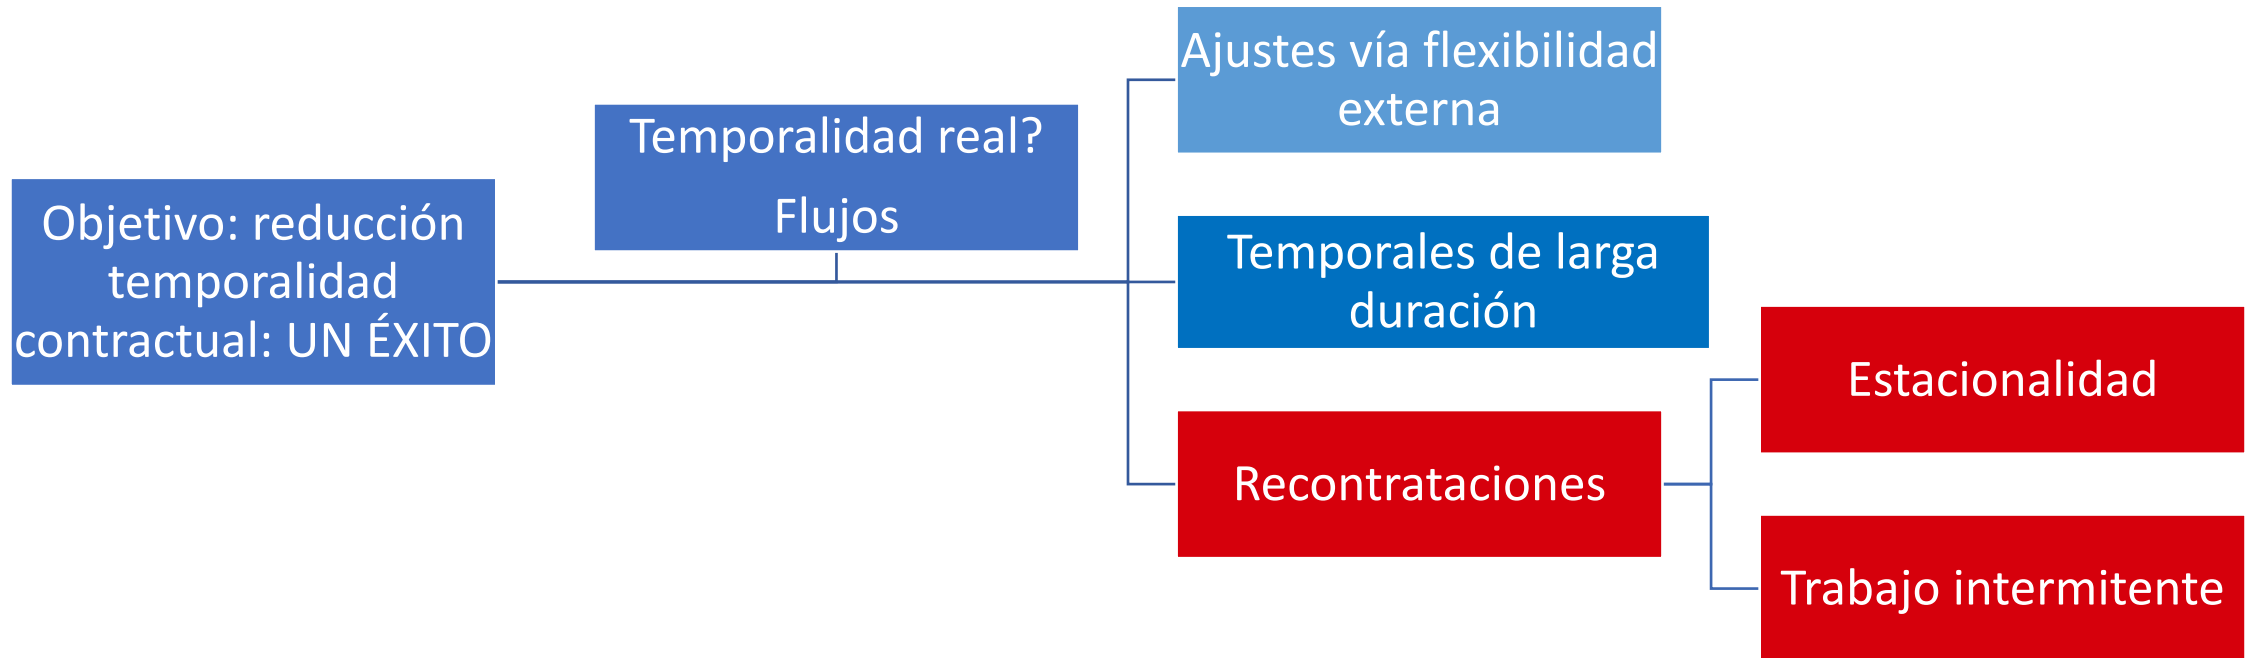 Objetivo: reducción
temporalidad
contractual: UN ÉXITO
Temporalidad real?
Flujos
Ajustes vía flexibilidad
externa
Temporales de larga
duración
Recontrataciones
Estacionalidad
Trabajo intermitente